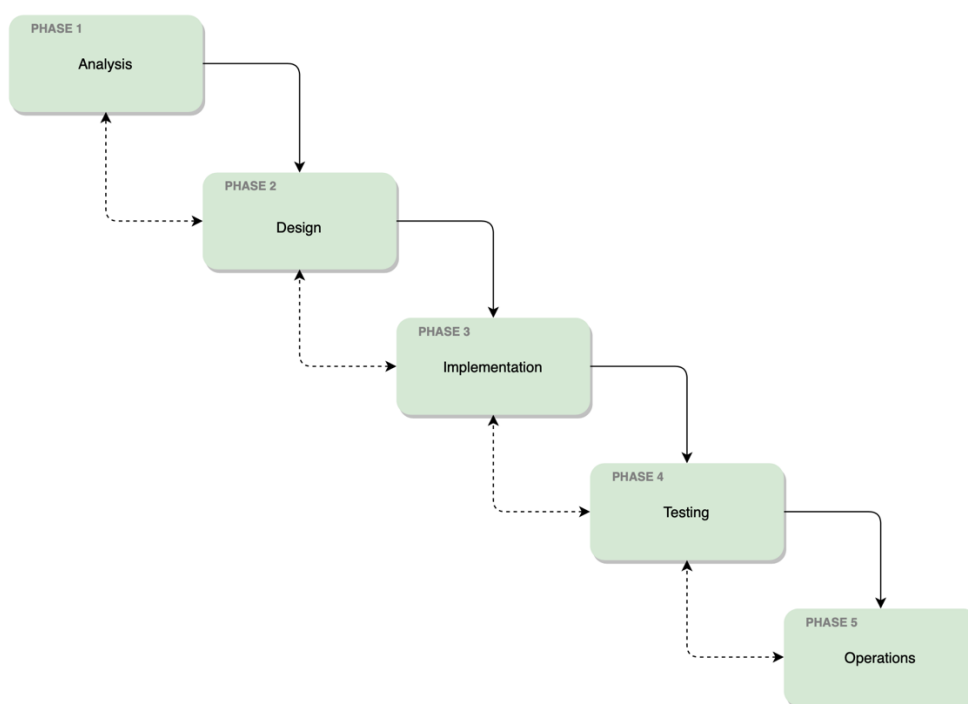 PHASE 1
Analysis
PHASE 2
Design
PHASE 3
Implementation
PHASE 4
Testing
PHASE 5
Operations